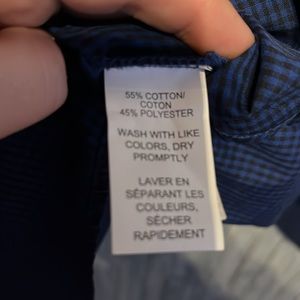 55% COTTON/
COTON
45% POLYESTER
WASH WITH LIKE
COLORS, DRY
PROMPTLY
LAVER EN
SÉPARANT LES
COULEURS,
SÉCHER
RAPIDEMENT